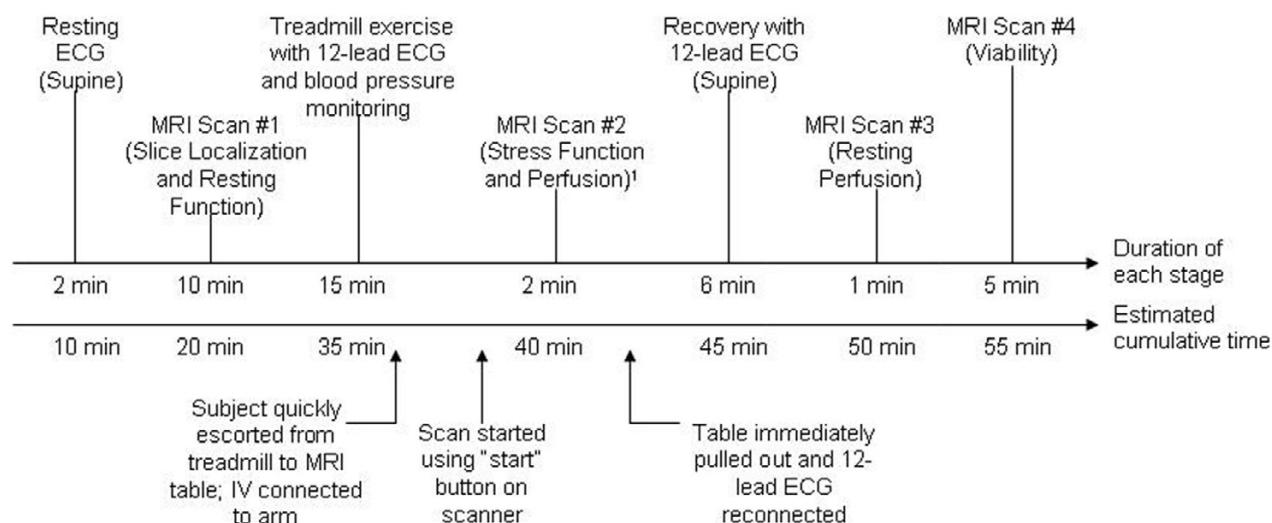 Resting
ECG
(Supine)
Treadmill exercise
with 12-lead ECG
and blood pressure
monitoring
Recovery with
12-lead ECG
(Supine)
MRI Scan #4
(Viability)
MRI Scan #1
(Slice Localization
and Resting
Function)
MRI Scan #2
(Stress Function
and Perfusion)¹
MRI Scan #3
(Resting
Perfusion)
2 min 10 min 15 min 2 min 6 min 1 min 5 min
Duration of
each stage
10 min 20 min 35 min 40 min 45 min 50 min 55 min
Estimated
cumulative time
Subject quickly
escorted from
treadmill to MRI
table; IV connected
to arm
Scan started
using "start"
button on
scanner
Table immediately
pulled out and 12-
lead ECG
reconnected